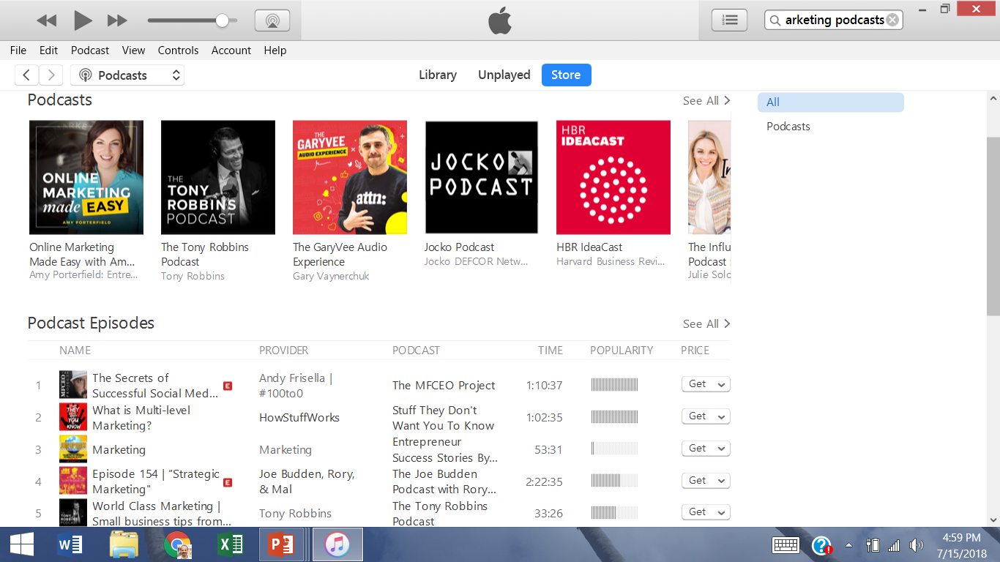 arketing podcasts
File Edit Podcast View Controls Account Help
Podcasts
Library Unplayed Store
Podcasts
See All
All
Podcasts
ONLINE
MARKETING
made EASY
AMY PORTERFIELD
THE
TONY
ROBBINS
PODCAST
THE
GARYVEE
AUDIO EXPERIENCE
attn:
JOCKO
PODCAST
HBR
IDEACAST
Online Marketing
Made Easy with Am...
Amy Porterfield: Entre...
The Tony Robbins
Podcast
Tony Robbins
The GaryVee Audio
Experience
Gary Vaynerchuk
Jocko Podcast
Jocko DEFCOR Netw...
HBR IdeaCast
Harvard Business Revi...
The Influ
Podcast
Julie Solo
Podcast Episodes
See All
NAME PROVIDER PODCAST TIME POPULARITY PRICE
1 The Secrets of
Successful Social Med... E
Andy Frisella |
#100to0
The MFCEO Project
1:10:37
Get
2 What is Multi-level
Marketing?
HowStuffWorks
Stuff They Don't
Want You To Know
1:02:35
Get
3 Marketing
Marketing
Entrepreneur
Success Stories By...
53:31
Get
4 Episode 154 | "Strategic
Marketing" E
Joe Budden, Rory,
& Mal
The Joe Budden
Podcast with Rory...
2:22:35
Get
5 World Class Marketing |
Small business tips from...
Tony Robbins
The Tony Robbins
Podcast
33:26
Get
4:59 PM
7/15/2018